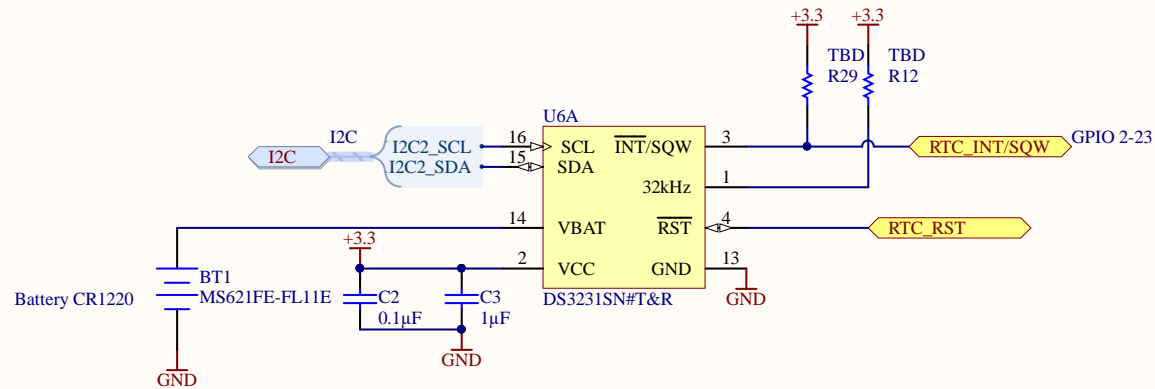 +3.3
+3.3
TBD
R29
TBD
R12
U6A
I2C
I2C
I2C2_SCL
I2C2_SDA
16
15
SCL
SDA
INT/SQW
3
RTC_INT/SQW
GPIO 2-23
32kHz
1
14
VBAT
RST
4
RTC_RST
+3.3
2
VCC
GND
13
GND
DS3231SN#T&R
Battery CR1220
BT1
MS621FE-FL11E
C2
0.1µF
C3
1µF
GND
GND